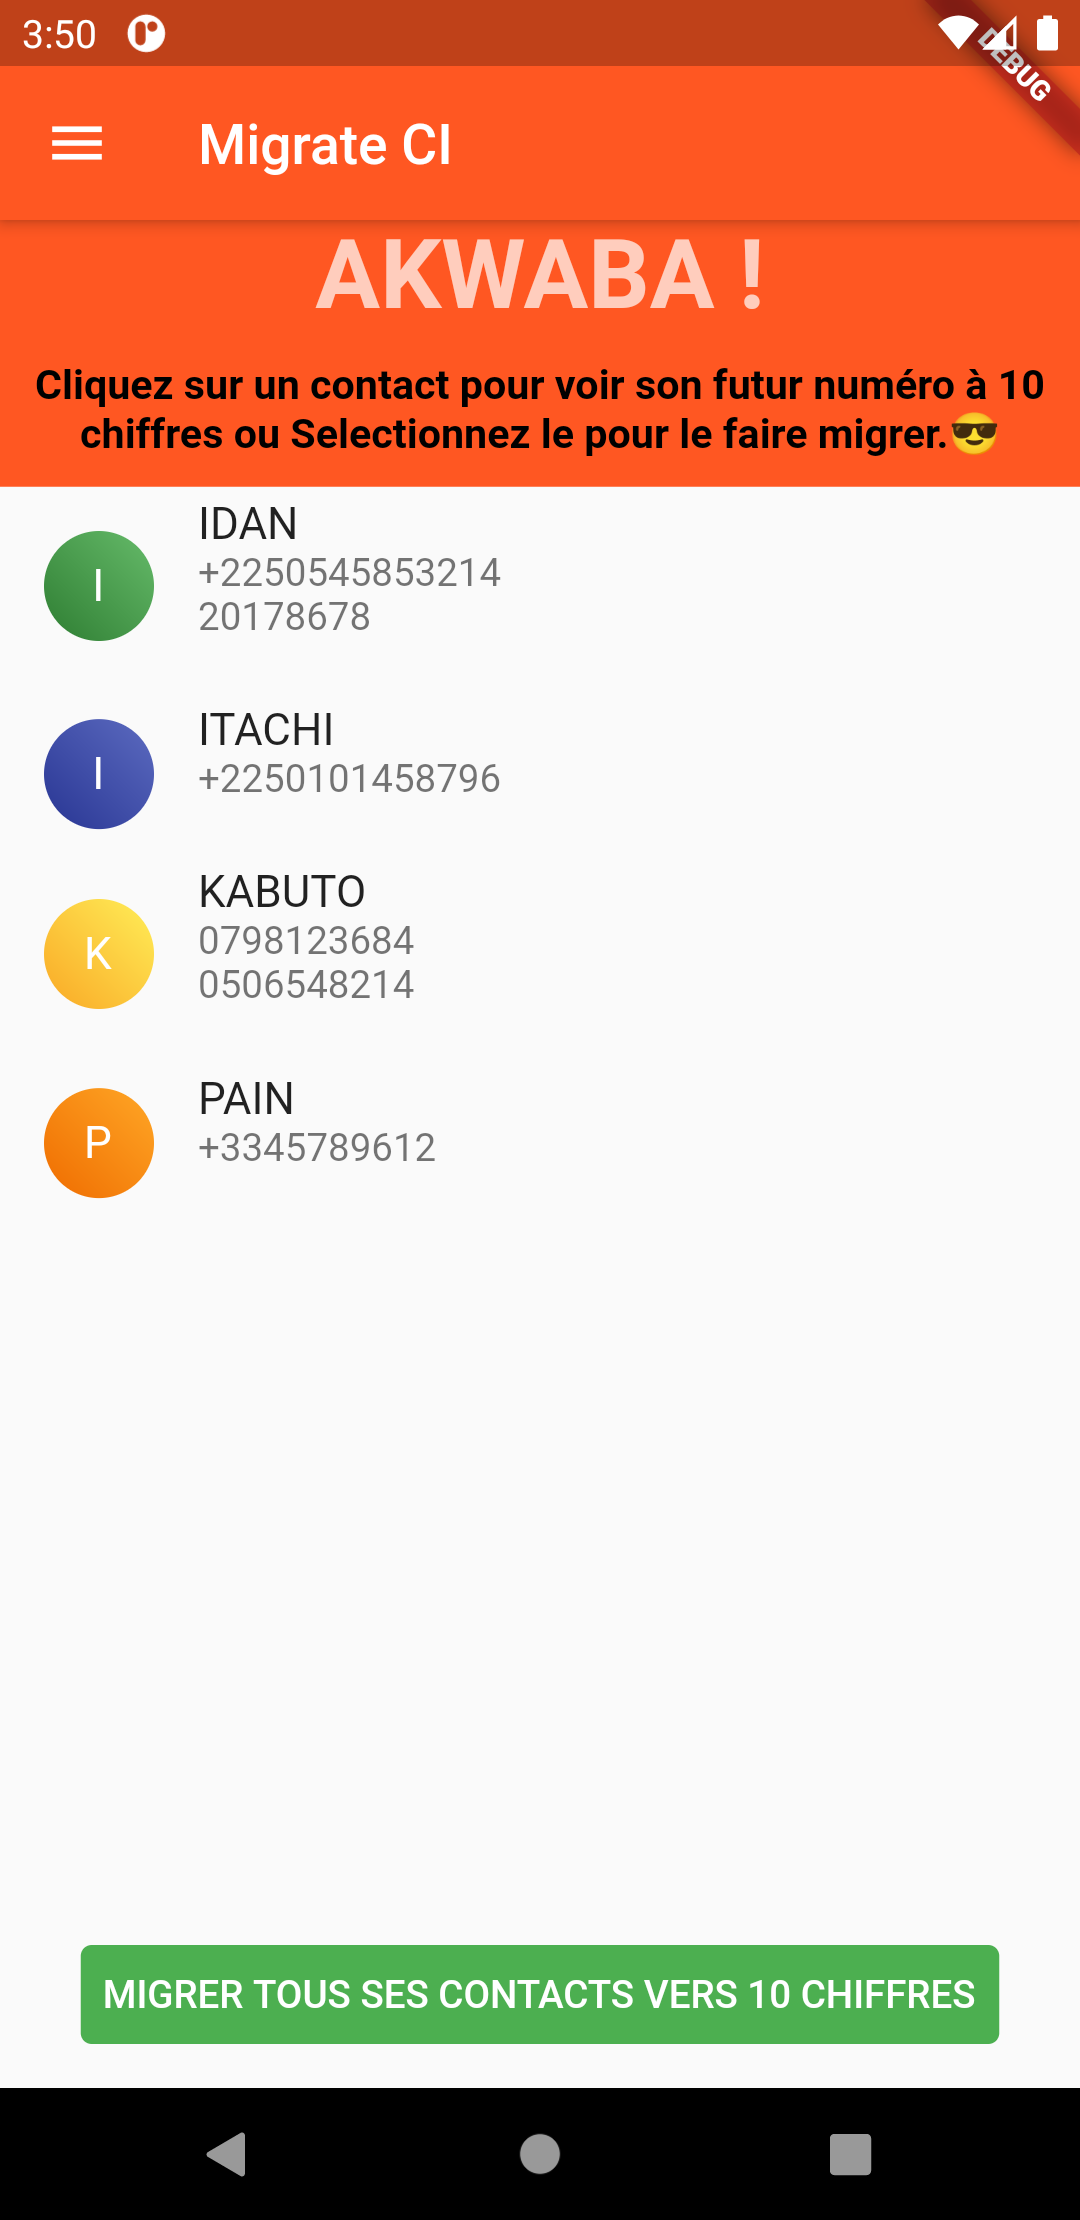 3:50
DEBUG
Migrate CI
AKWABA !
Cliquez sur un contact pour voir son futur numéro à 10
chiffres ou Selectionnez le pour le faire migrer.😎
IDAN
I
+2250545853214
20178678
ITACHI
I
+2250101458796
KABUTO
K
0798123684
0506548214
PAIN
P
+3345789612
MIGRER TOUS SES CONTACTS VERS 10 CHIFFRES